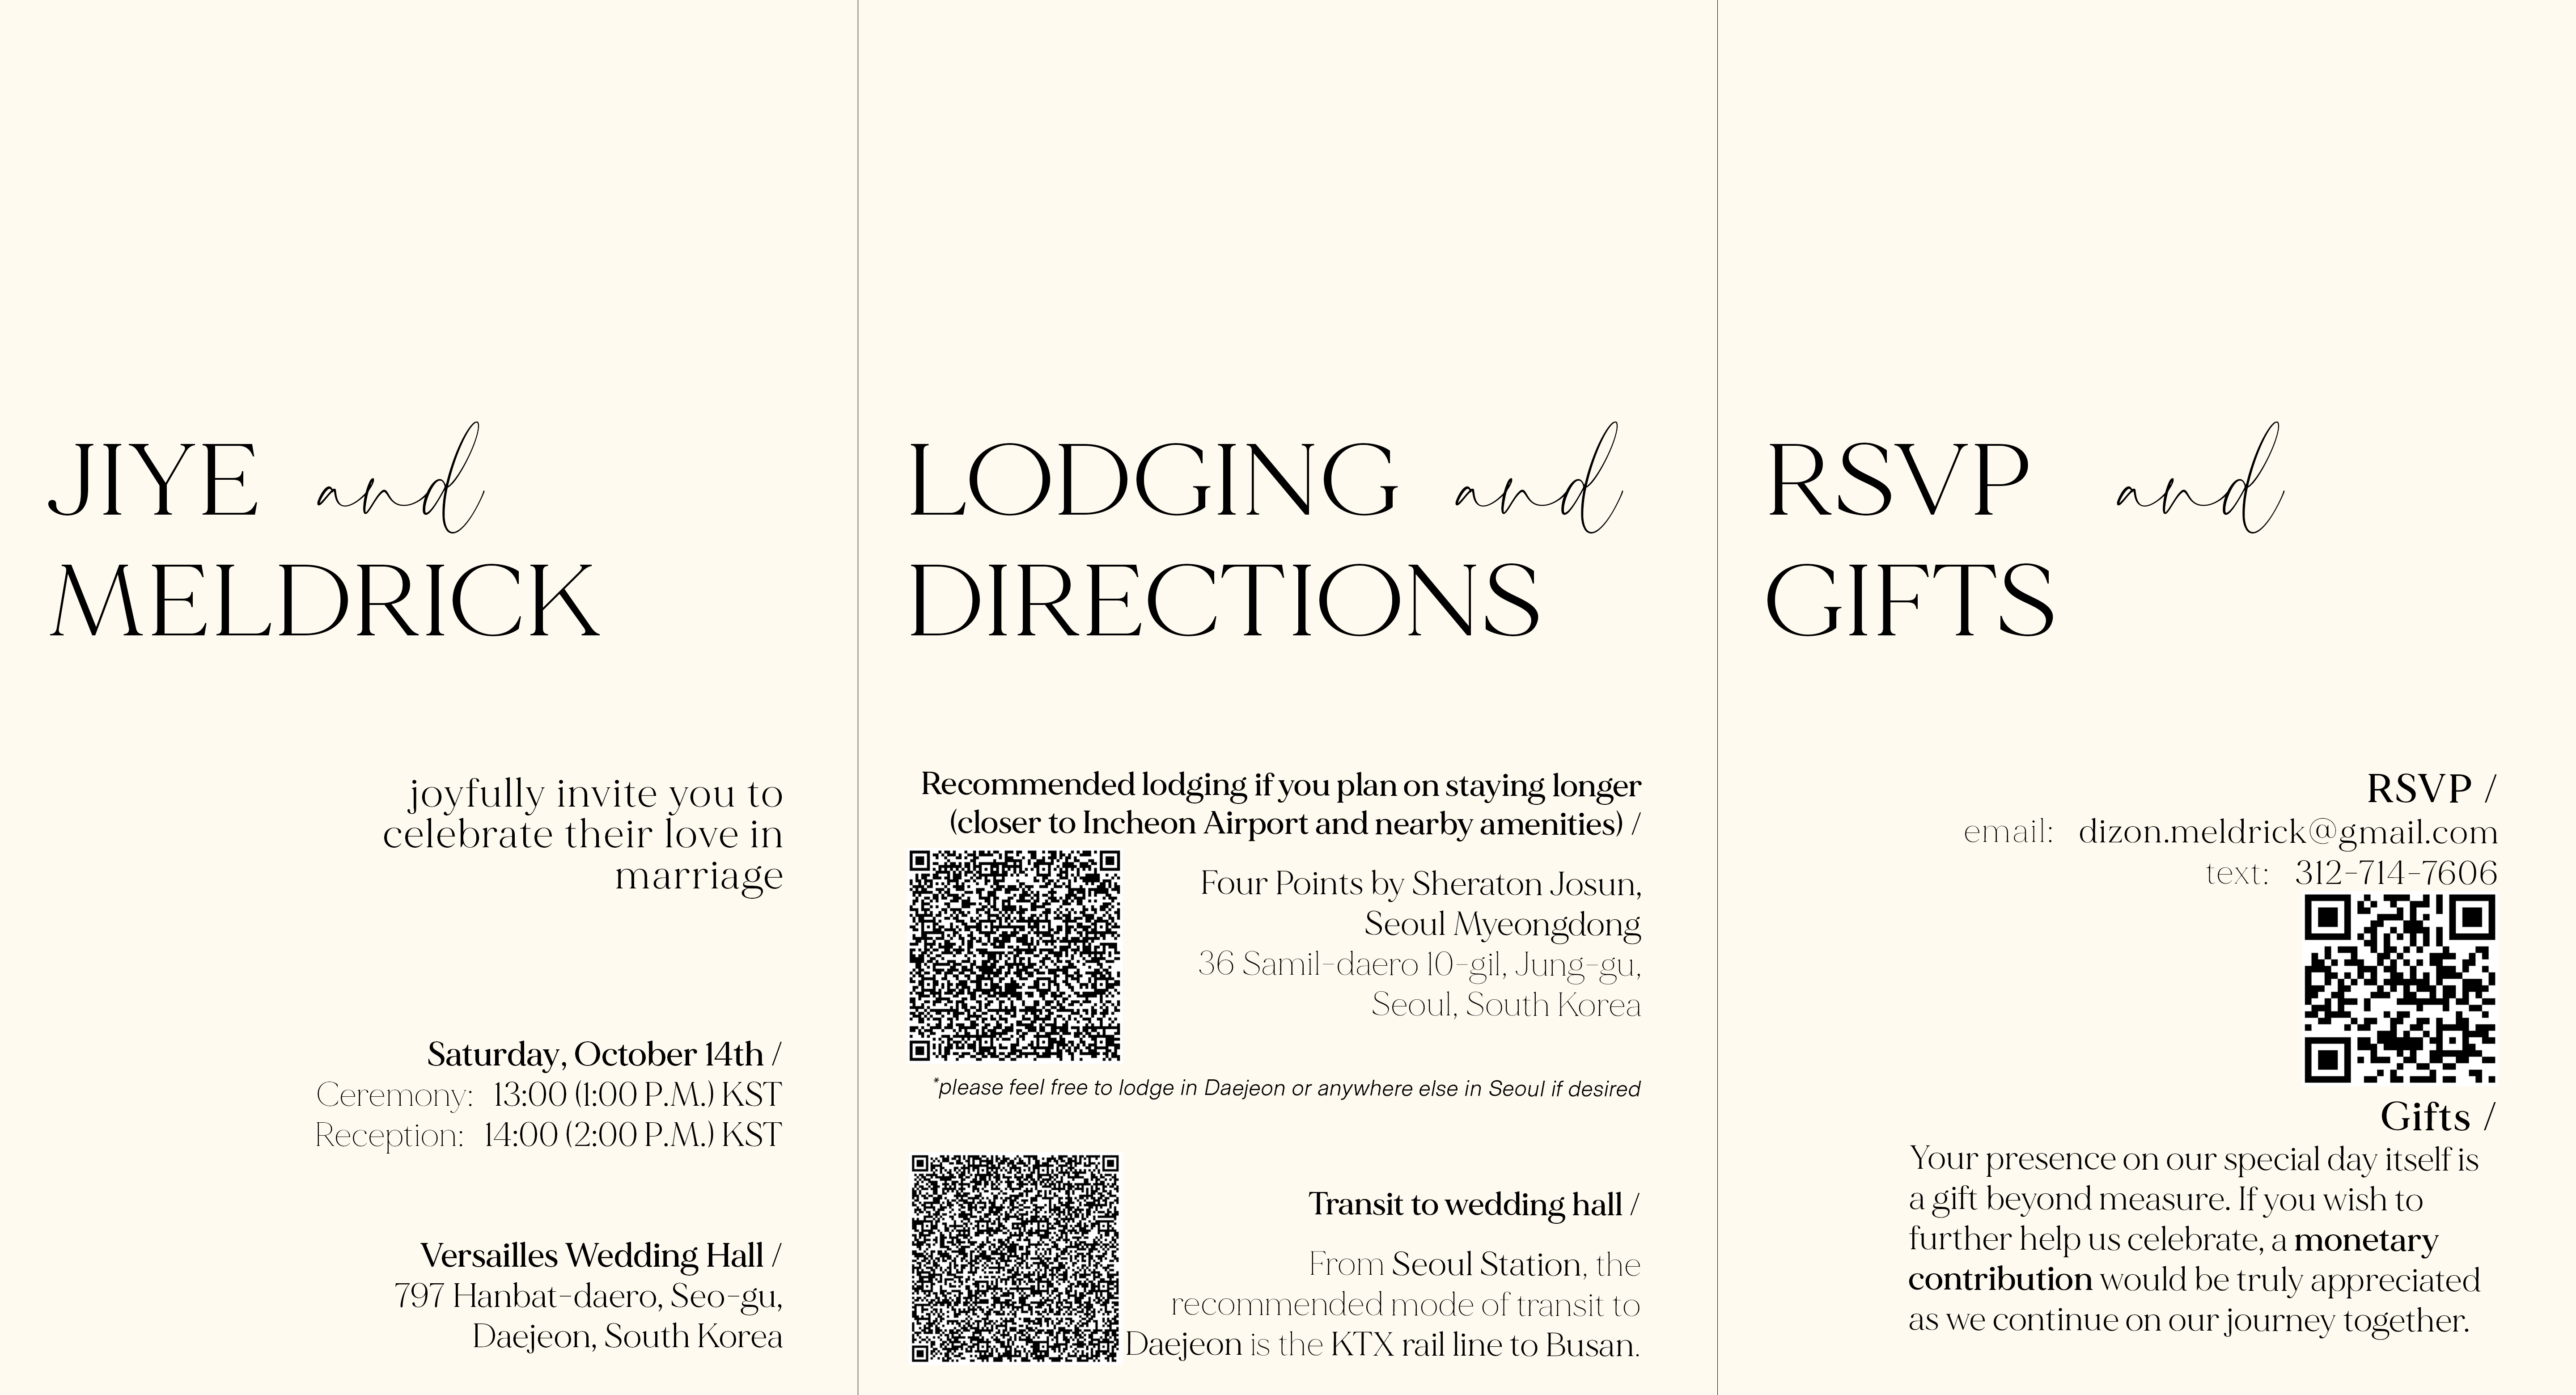 JIYE and
MELDRICK
joyfully invite you to
celebrate their love in
marriage
Saturday, October 14th /
Ceremony: 13:00 (1:00 P.M.) KST
Reception: 14:00 (2:00 P.M.) KST
Versailles Wedding Hall /
797 Hanbat-daero, Seo-gu,
Daejeon, South Korea
LODGING and
DIRECTIONS
Recommended lodging if you plan on staying longer
(closer to Incheon Airport and nearby amenities) /
Four Points by Sheraton Josun,
Seoul Myeongdong
36 Samil-daero 10-gil, Jung-gu,
Seoul, South Korea
*please feel free to lodge in Daejeon or anywhere else in Seoul if desired
Transit to wedding hall /
From Seoul Station, the
recommended mode of transit to
Daejeon is the KTX rail line to Busan.
RSVP and
GIFTS
RSVP /
email: dizon.meldrick@gmail.com
text: 312-714-7606
Gifts /
Your presence on our special day itself is
a gift beyond measure. If you wish to
further help us celebrate, a monetary
contribution would be truly appreciated
as we continue on our journey together.